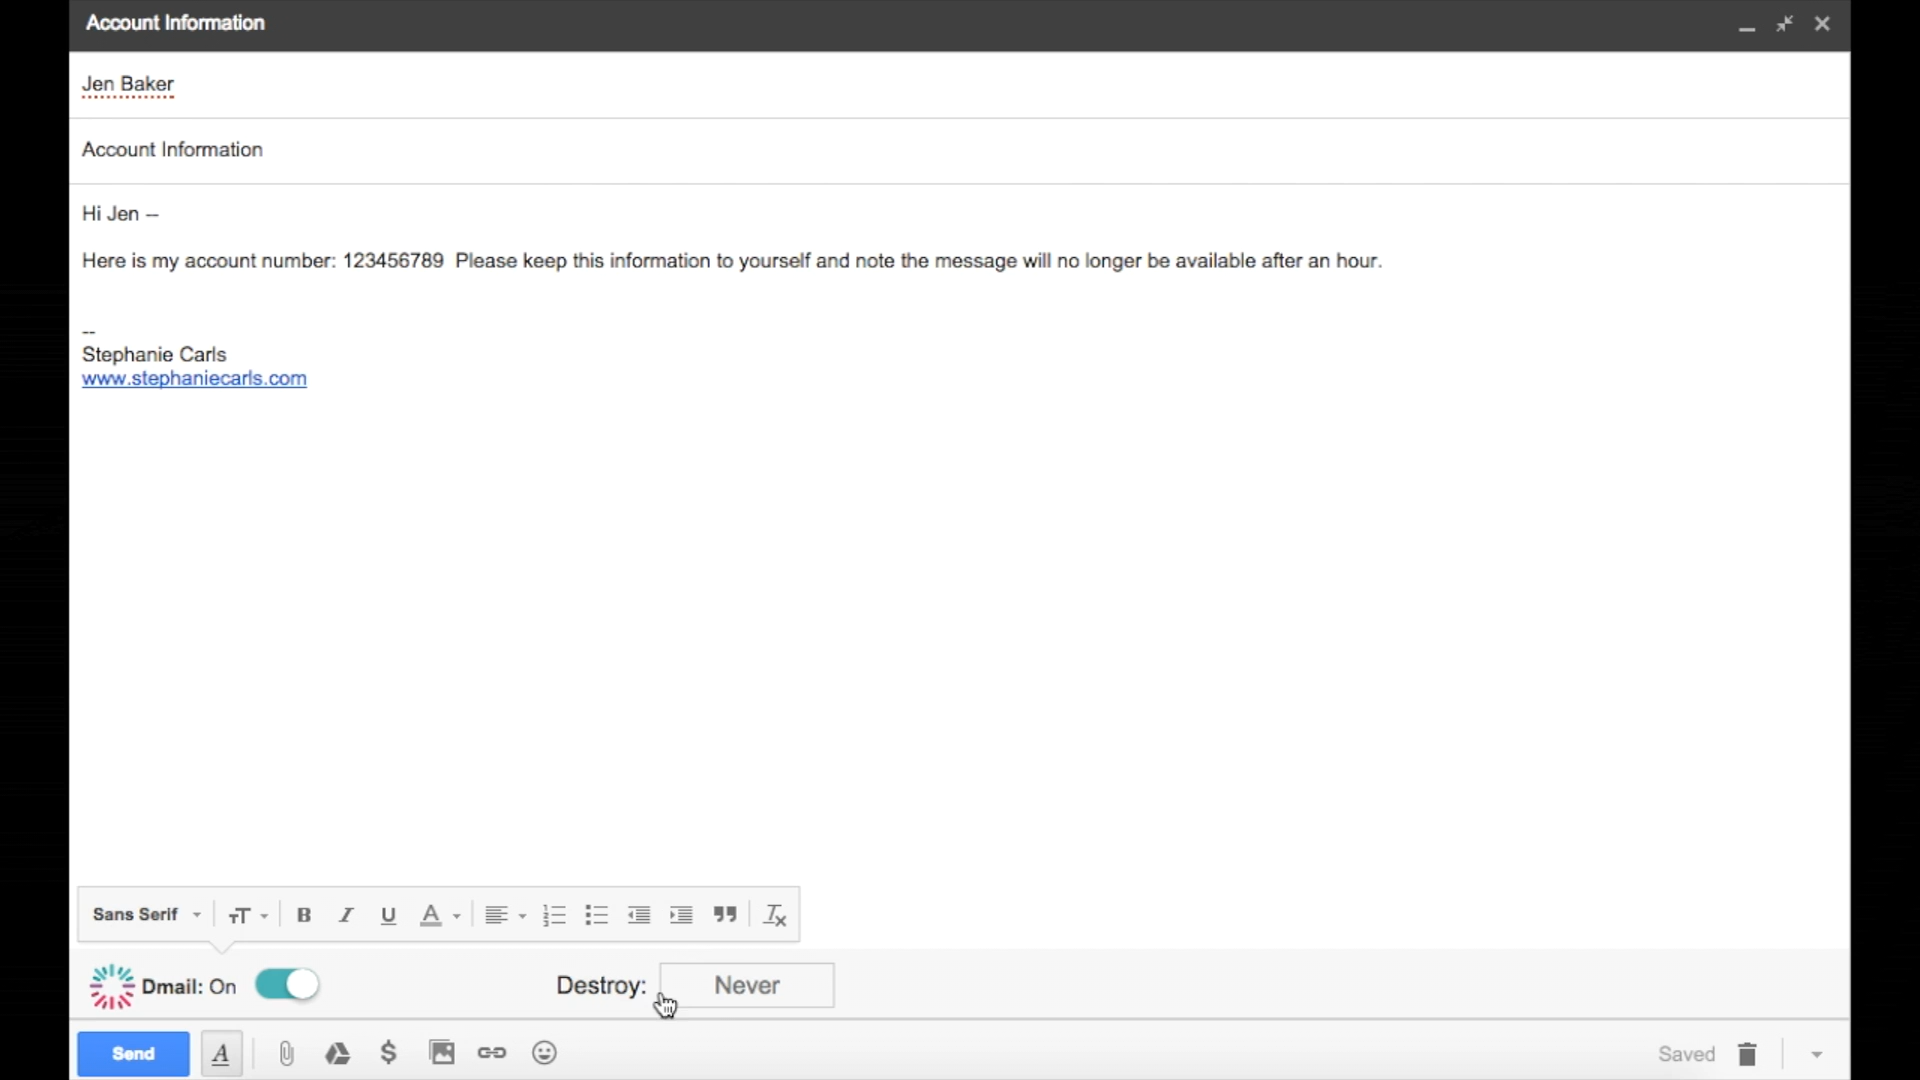 Account Information
Jen Baker
Account Information
Hi Jen --
Here is my account number: 123456789  Please keep this information to yourself and note the message will no longer be available after an hour.
--
Stephanie Carls
www.stephaniecarls.com
Sans Serif
Dmail: On
Destroy: Never
Send
Saved